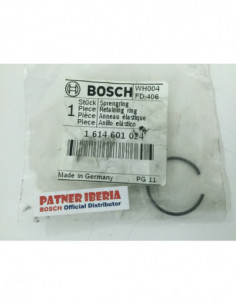 BOSCH
WH004
FD 406
1
Stück Sprengring
Piece Retaining ring
Pièce Anneau élastique
Pieza Anillo elástico
1 614 601 024
Made in Germany
PG 11
PATNER IBERIA
BOSCH Official
Distributor